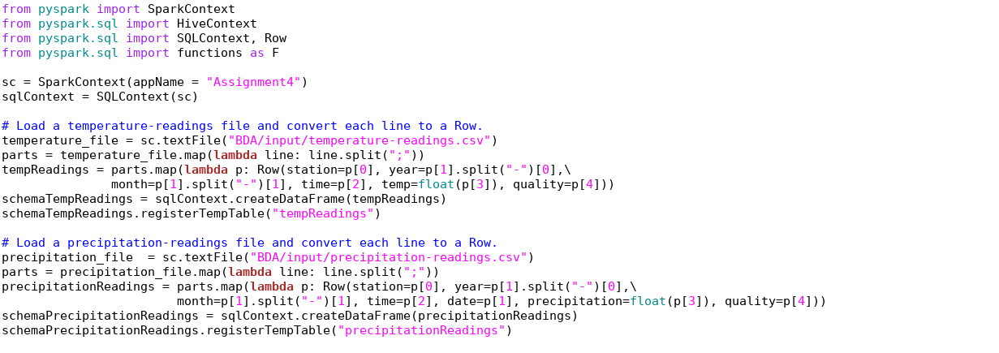 from pyspark import SparkContext
from pyspark.sql import HiveContext
from pyspark.sql import SQLContext, Row
from pyspark.sql import functions as F

sc = SparkContext(appName = "Assignment4")
sqlContext = SQLContext(sc)

# Load a temperature-readings file and convert each line to a Row.
temperature_file = sc.textFile("BDA/input/temperature-readings.csv")
parts = temperature_file.map(lambda line: line.split(";"))
tempReadings = parts.map(lambda p: Row(station=p[0], year=p[1].split("-")[0],\
               month=p[1].split("-")[1], time=p[2], temp=float(p[3]), quality=p[4]))
schemaTempReadings = sqlContext.createDataFrame(tempReadings)
schemaTempReadings.registerTempTable("tempReadings")

# Load a precipitation-readings file and convert each line to a Row.
precipitation_file  = sc.textFile("BDA/input/precipitation-readings.csv")
parts = precipitation_file.map(lambda line: line.split(";"))
precipitationReadings = parts.map(lambda p: Row(station=p[0], year=p[1].split("-")[0],\
                        month=p[1].split("-")[1], time=p[2], date=p[1], precipitation=float(p[3]), quality=p[4]))
schemaPrecipitationReadings = sqlContext.createDataFrame(precipitationReadings)
schemaPrecipitationReadings.registerTempTable("precipitationReadings")